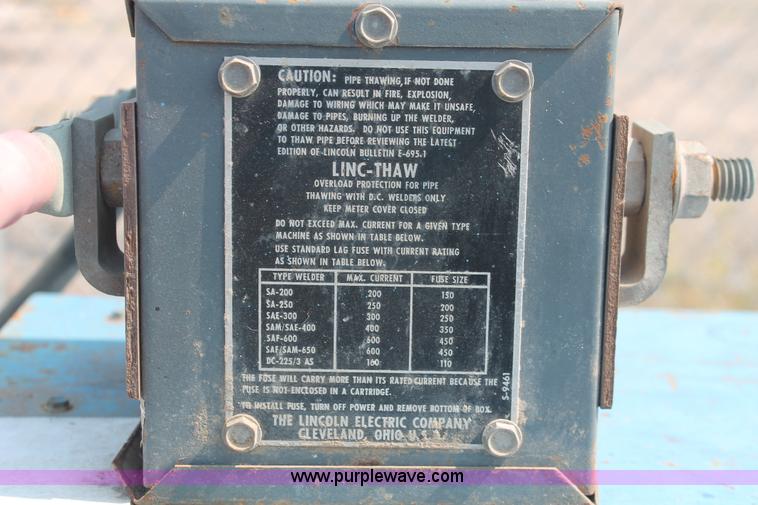 CAUTION: PIPE THAWING, IF NOT DONE
PROPERLY, CAN RESULT IN FIRE, EXPLOSION,
DAMAGE TO WIRING WHICH MAY MAKE IT UNSAFE,
DAMAGE TO PIPES, BURNING UP THE WELDER,
OR OTHER HAZARDS. DO NOT USE THIS EQUIPMENT
TO THAW PIPE BEFORE REVIEWING THE LATEST
EDITION OF LINCOLN BULLETIN E-695.1
LINC-THAW
OVERLOAD PROTECTION FOR PIPE
THAWING WITH D.C. WELDERS ONLY
KEEP METER COVER CLOSED
DO NOT EXCEED MAX. CURRENT FOR A GIVEN TYPE
MACHINE AS SHOWN IN TABLE BELOW.
USE STANDARD LAG FUSE WITH CURRENT RATING
AS SHOWN IN TABLE BELOW.
TYPE WELDER MAX. CURRENT FUSE SIZE
SA-200 200 150
SA-250 250 200
SAE-300 300 250
SAM/SAE-400 400 350
SAF-600 600 450
SAF/SAM-650 600 450
DC-225/3 AS 160 110
THE FUSE WILL CARRY MORE THAN ITS RATED CURRENT BECAUSE THE
FUSE IS NOT ENCLOSED IN A CARTRIDGE.
TO INSTALL FUSE, TURN OFF POWER AND REMOVE BOTTOM OF BOX.
THE LINCOLN ELECTRIC COMPANY
CLEVELAND, OHIO U.S.A.
S-9461
www.purplewave.com